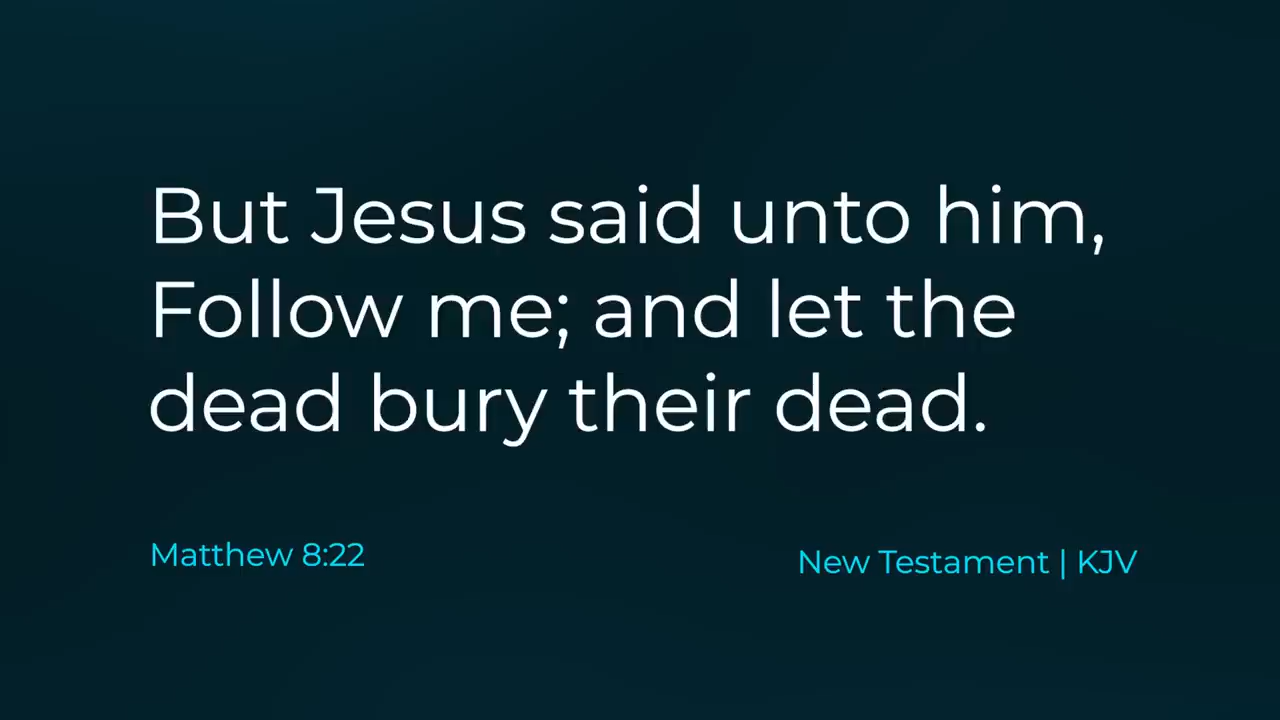 But Jesus said unto him,
Follow me; and let the
dead bury their dead.
Matthew 8:22
New Testament | KJV